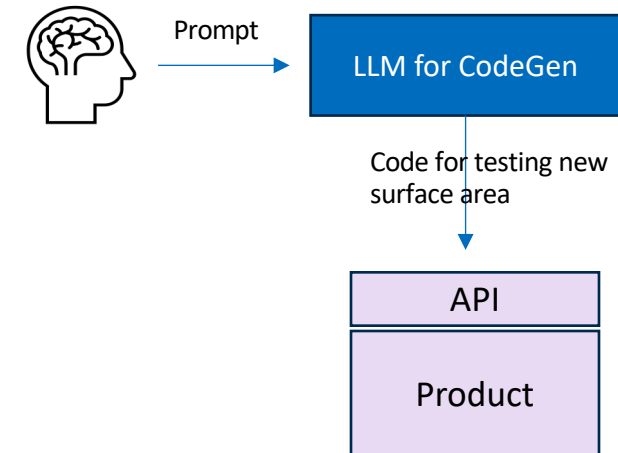 Prompt
LLM for CodeGen
Code for testing new
surface area
API
Product